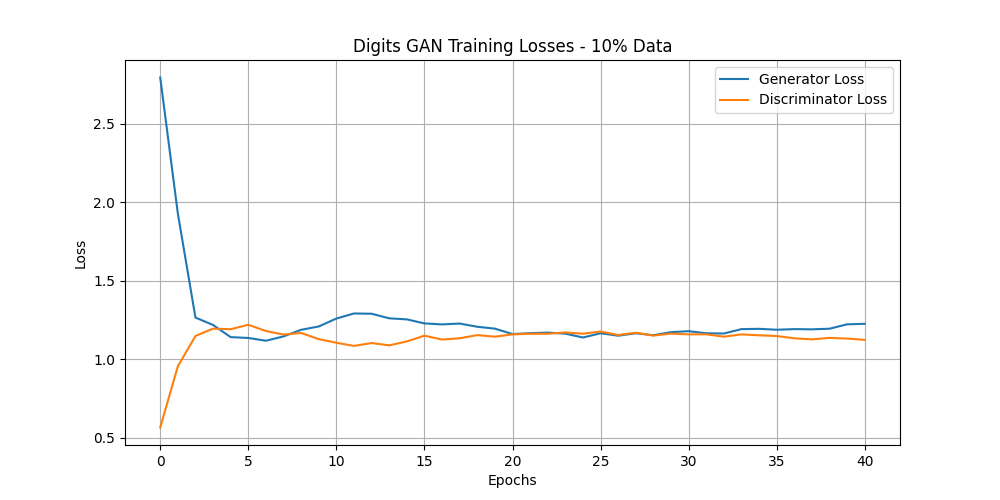 Digits GAN Training Losses - 10% Data
Generator Loss
Discriminator Loss
Loss
2.5
2.0
1.5
1.0
0.5
0 5 10 15 20 25 30 35 40
Epochs